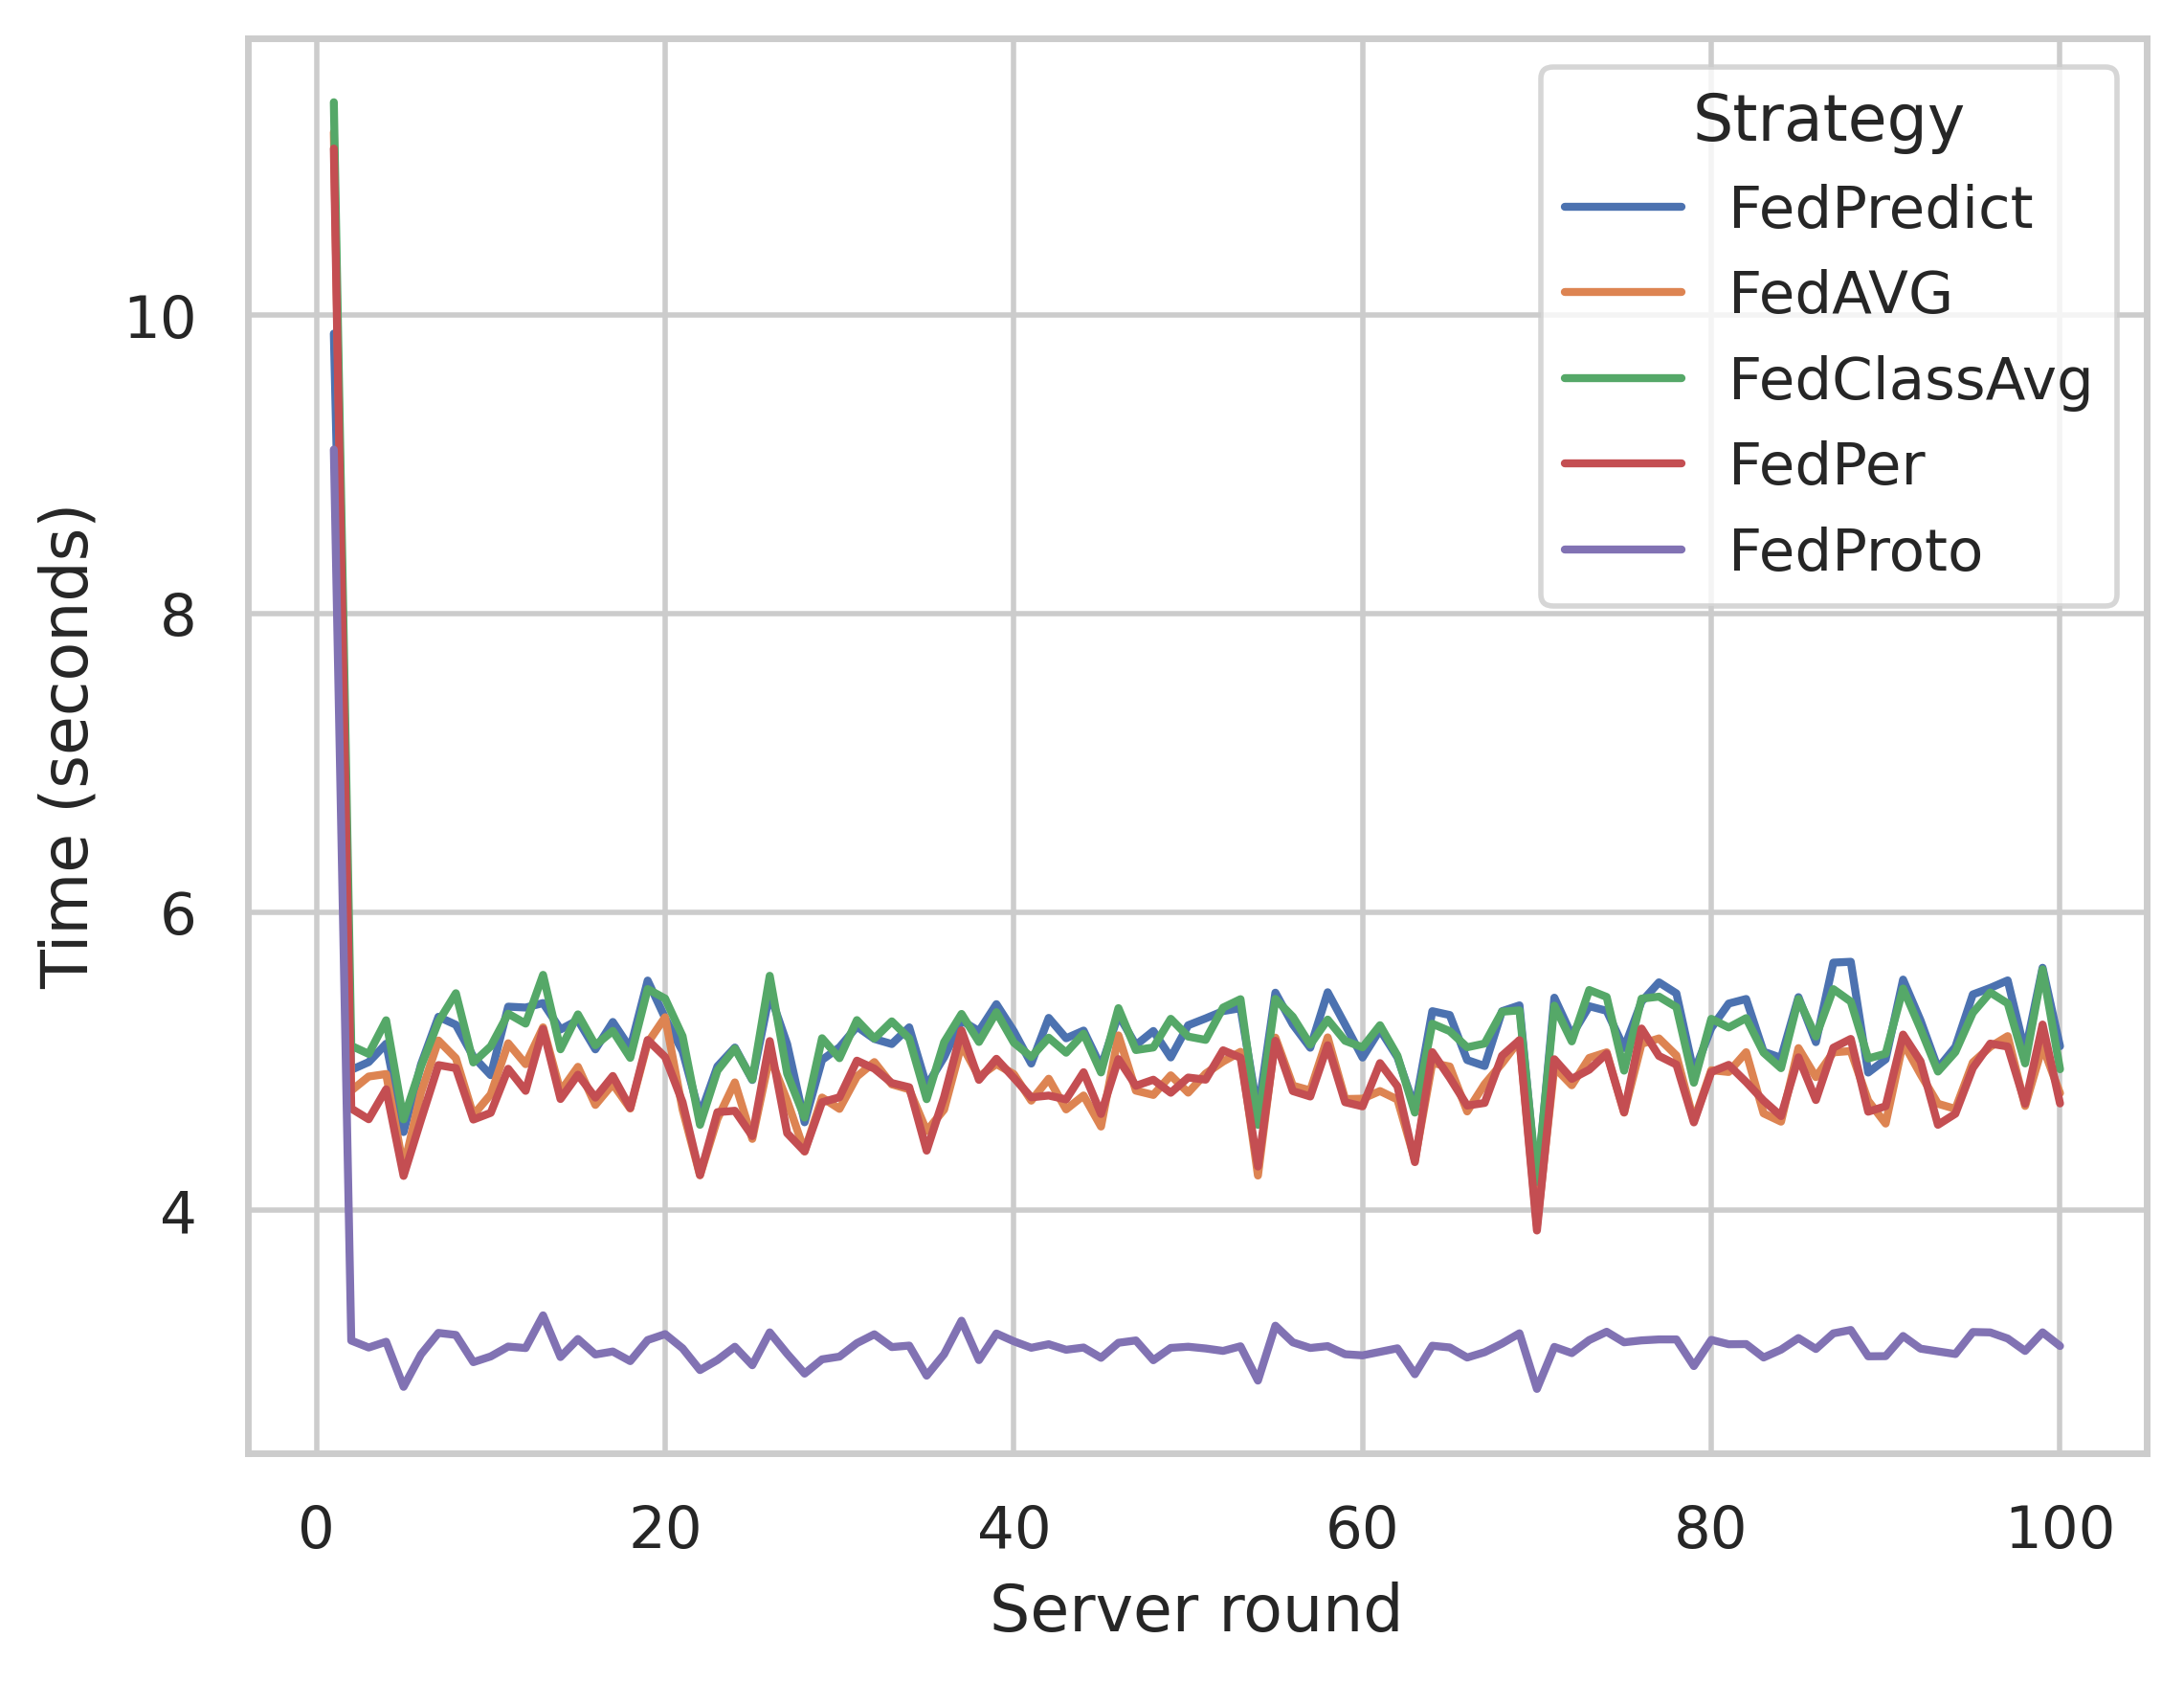 Strategy
FedPredict
FedAVG
FedClassAvg
FedPer
FedProto
Time (seconds)
10
8
6
4
0 20 40 60 80 100
Server round